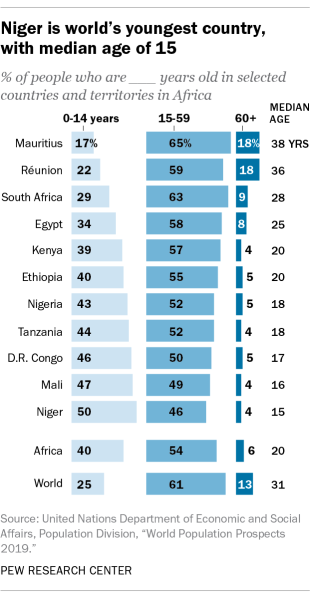 Niger is world's youngest country,
with median age of 15
% of people who are ___ years old in selected
countries and territories in Africa
0-14 years 15-59 60+ MEDIAN AGE
Mauritius 17% 65% 18% 38 YRS
Réunion 22 59 18 36
South Africa 29 63 9 28
Egypt 34 58 8 25
Kenya 39 57 4 20
Ethiopia 40 55 5 20
Nigeria 43 52 5 18
Tanzania 44 52 4 18
D.R. Congo 46 50 5 17
Mali 47 49 4 16
Niger 50 46 4 15
Africa 40 54 6 20
World 25 61 13 31
Source: United Nations Department of Economic and Social
Affairs, Population Division, "World Population Prospects
2019."
PEW RESEARCH CENTER